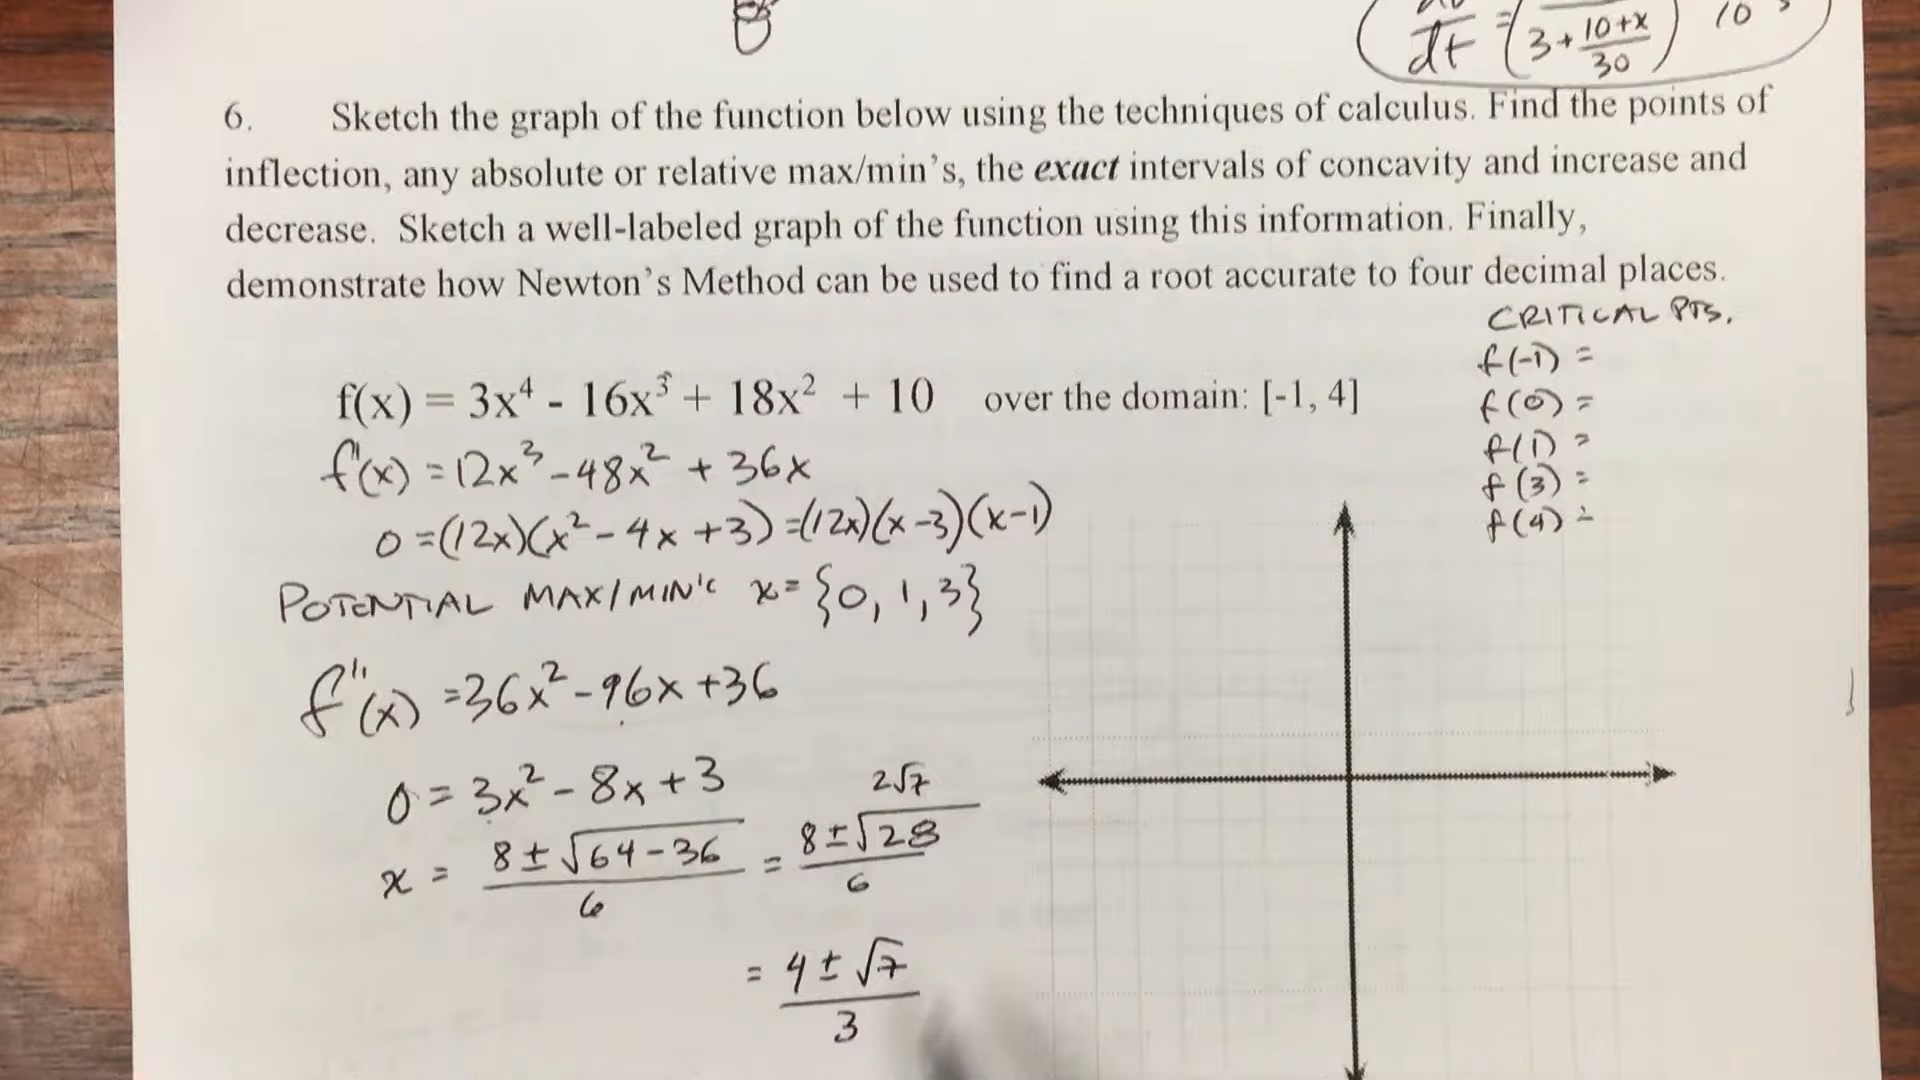 dt = (3 + 10+x / 30) 10
6. Sketch the graph of the function below using the techniques of calculus. Find the points of
inflection, any absolute or relative max/min's, the exact intervals of concavity and increase and
decrease. Sketch a well-labeled graph of the function using this information. Finally,
demonstrate how Newton's Method can be used to find a root accurate to four decimal places.
CRITICAL PTS.
f(-1) =
f(0) =
f(1) =
f(3) =
f(4) =
f(x) = 3x⁴ - 16x³ + 18x² + 10 over the domain: [-1, 4]
f'(x) = 12x³ - 48x² + 36x
0 = (12x)(x² - 4x + 3) = (12x)(x-3)(x-1)
POTENTIAL MAX/MIN'S x = {0, 1, 3}
f''(x) = 36x² - 96x + 36
0 = 3x² - 8x + 3
2√7
x = 8 ± √64-36 / 6 = 8 ± √28 / 6
= 4 ± √7 / 3